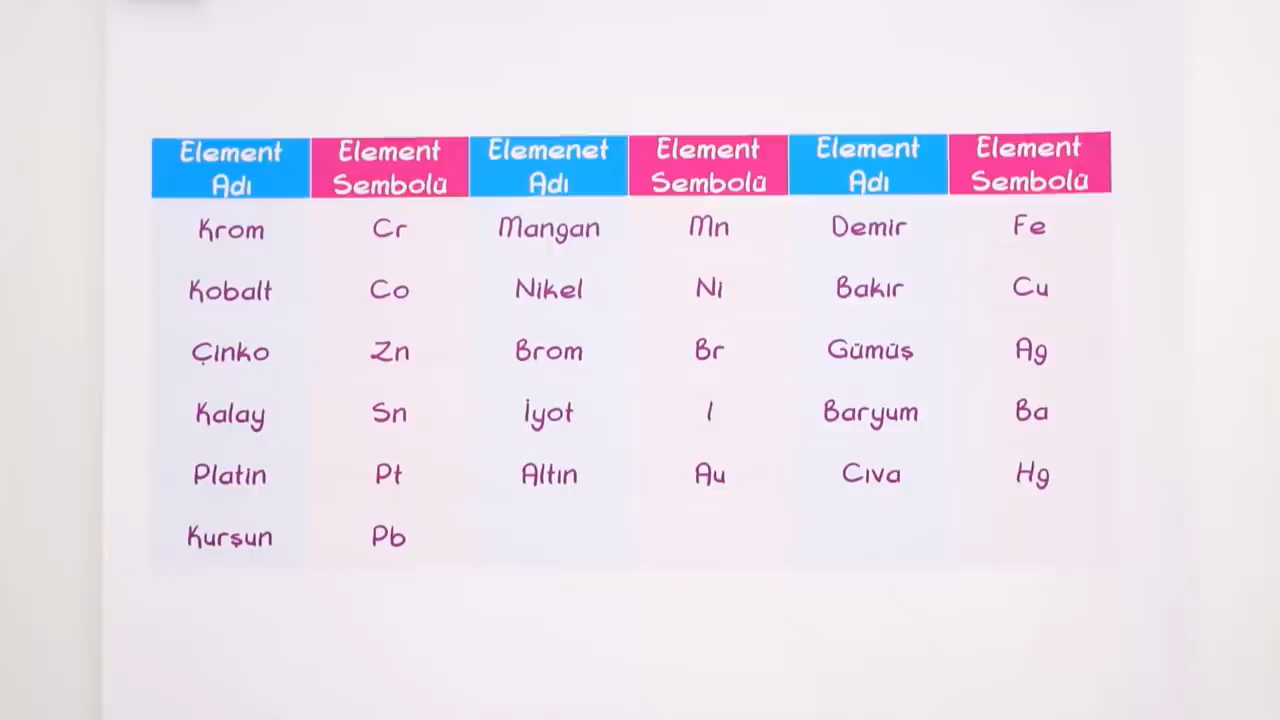 Element Adı Element Sembolü Elemenet Adı Element Sembolü Element Adı Element Sembolü
Krom Cr Mangan Mn Demir Fe
Kobalt Co Nikel Ni Bakır Cu
Çinko Zn Brom Br Gümüş Ag
Kalay Sn İyot I Baryum Ba
Platin Pt Altın Au Cıva Hg
Kurşun Pb